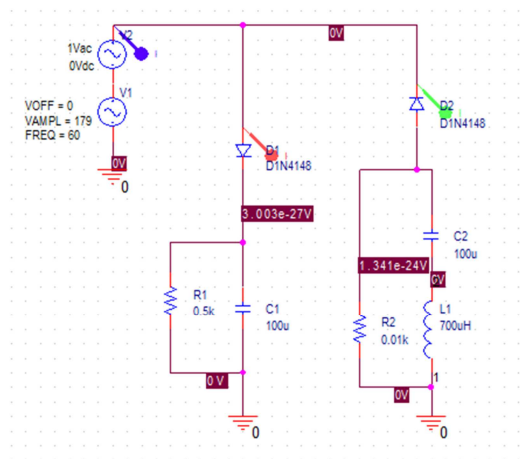 V2
1Vac
0Vdc
0V
V1
VOFF = 0
VAMPL = 179
FREQ = 60
0V
0
D1
D1N4148
D2
D1N4148
3.003e-27V
C2
100u
1.341e-24V
0V
R1
0.5k
C1
100u
R2
0.01k
L1
700uH
0 V
1
0V
0
0